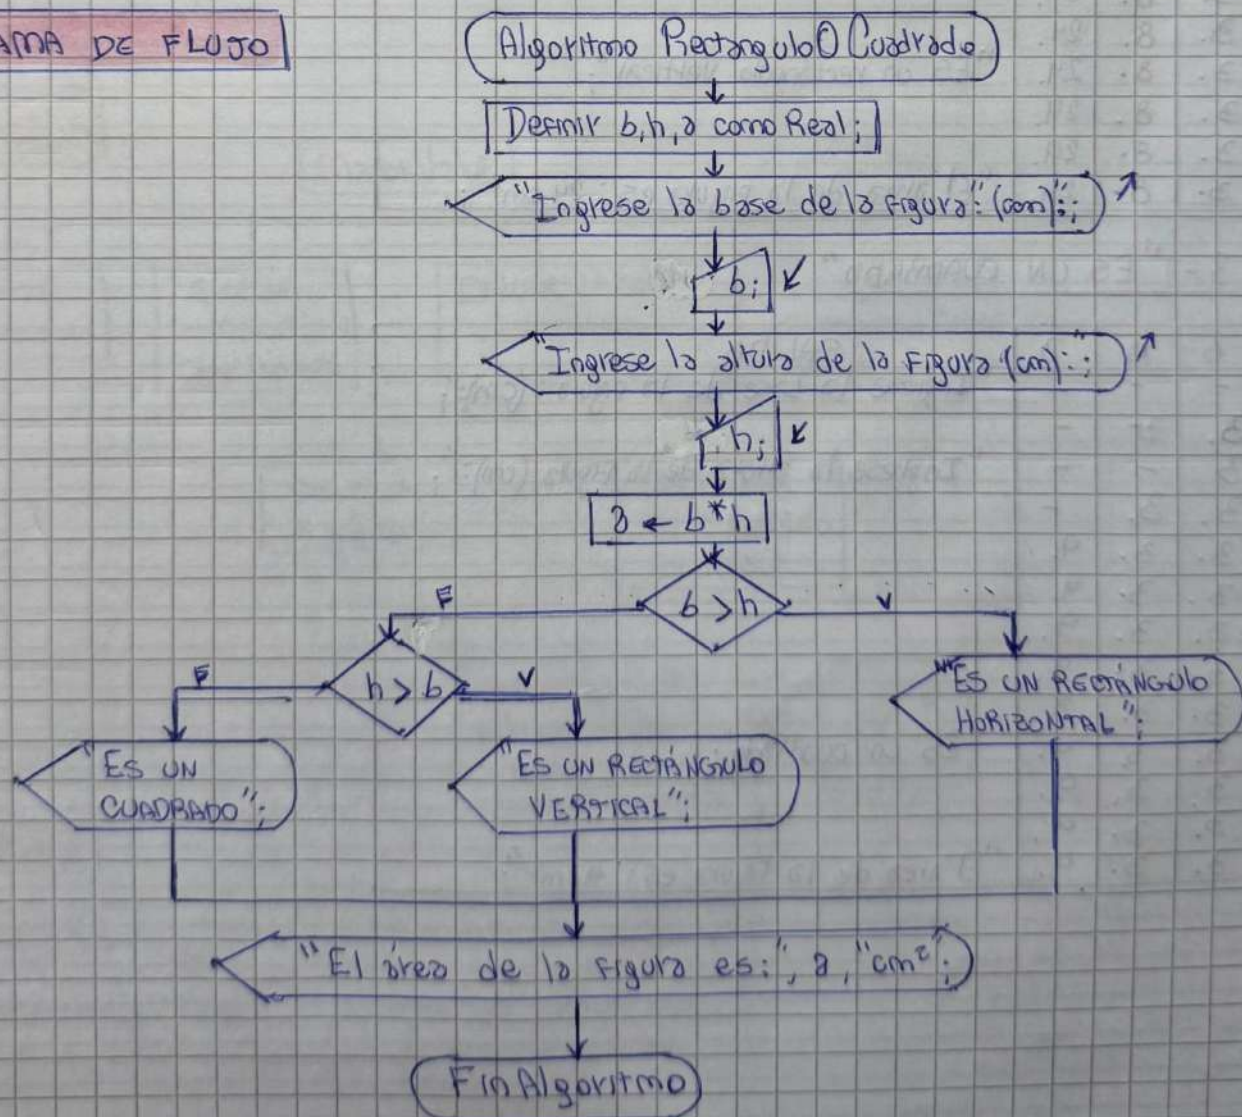 AMA DE FLUJO
Algoritmo RectanguloOCuadrado
Definir b, h, a como Real;
"Ingrese la base de la figura": (cm):";
b;
"Ingrese la altura de la Figura (cm):";
h;
a ← b*h
b > h
F
V
h > b
F
V
"ES UN RECTÁNGULO
HORIZONTAL";
"ES UN
CUADRADO";
"ES UN RECTÁNGULO
VERTICAL";
"El área de la figura es:", a, "cm²";
FinAlgoritmo